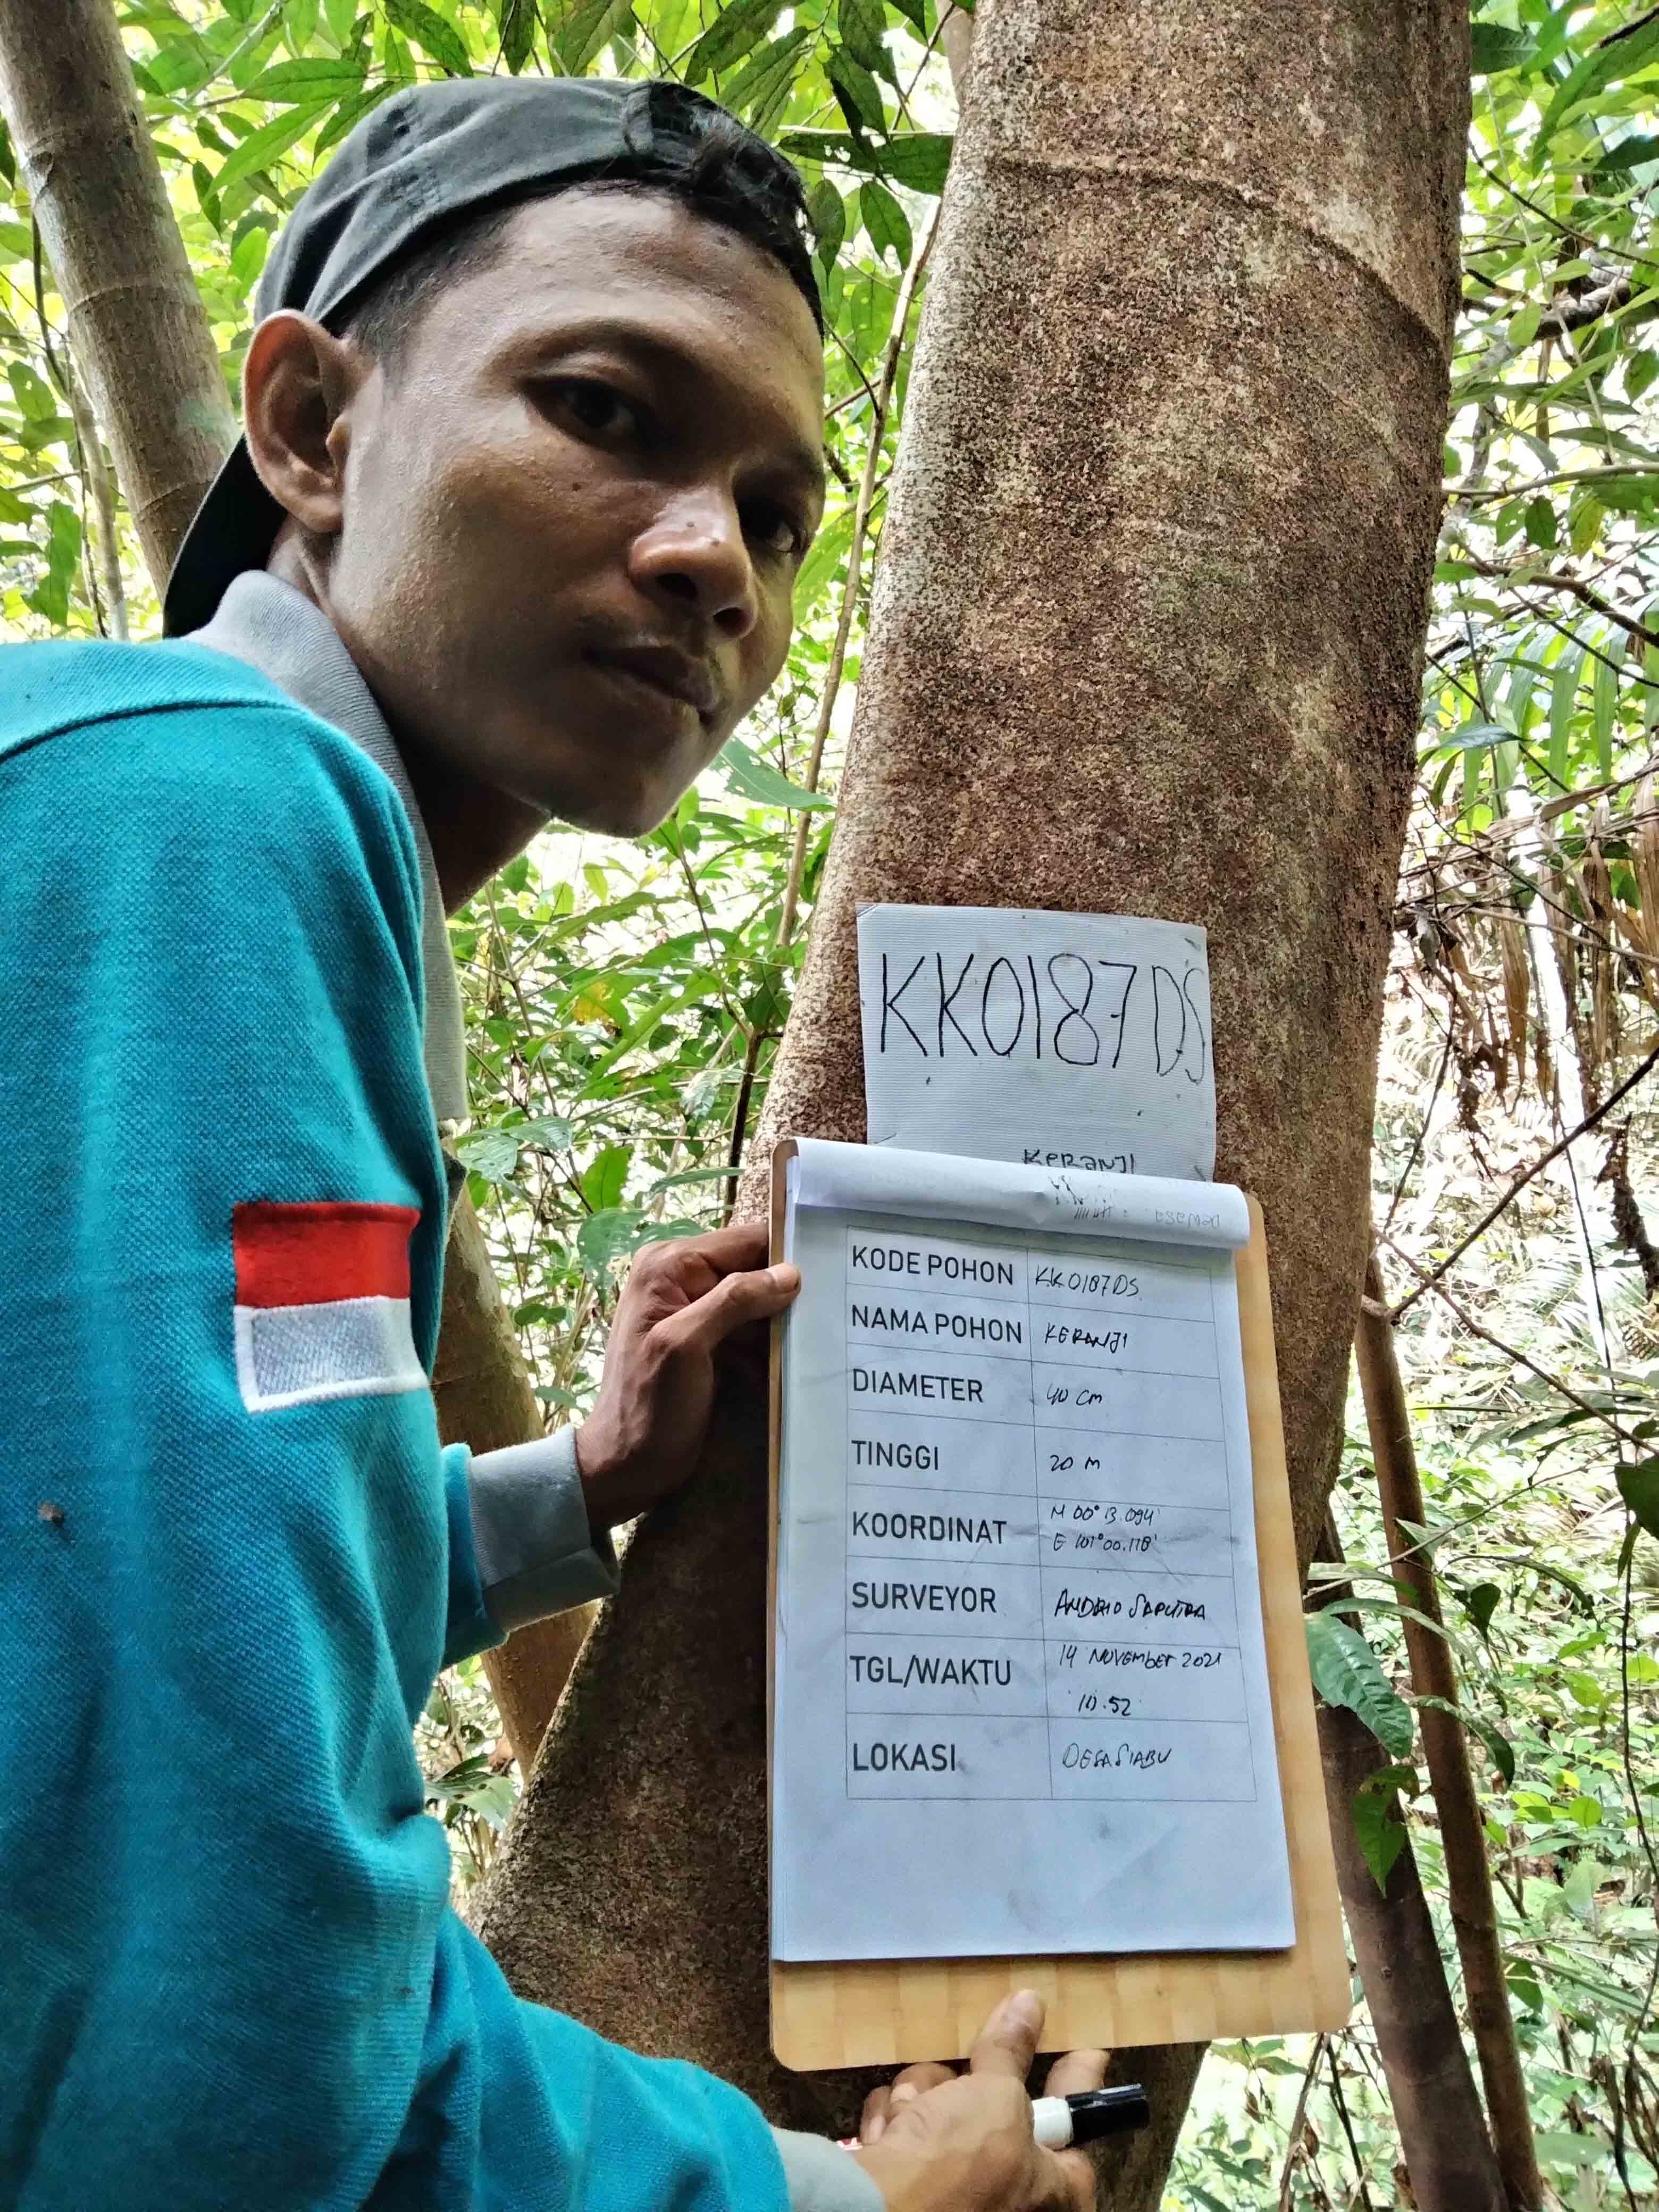 KK0187DS
KERANJI
KODE POHON KK0187DS
NAMA POHON KERANJI
DIAMETER 40 cm
TINGGI 20 M
KOORDINAT N 00° 13.094'
E 101°00.118'
SURVEYOR ANDRIO SAPUTRA
TGL/WAKTU 14 NOVEMBER 2021
10.52
LOKASI DESA SIABU